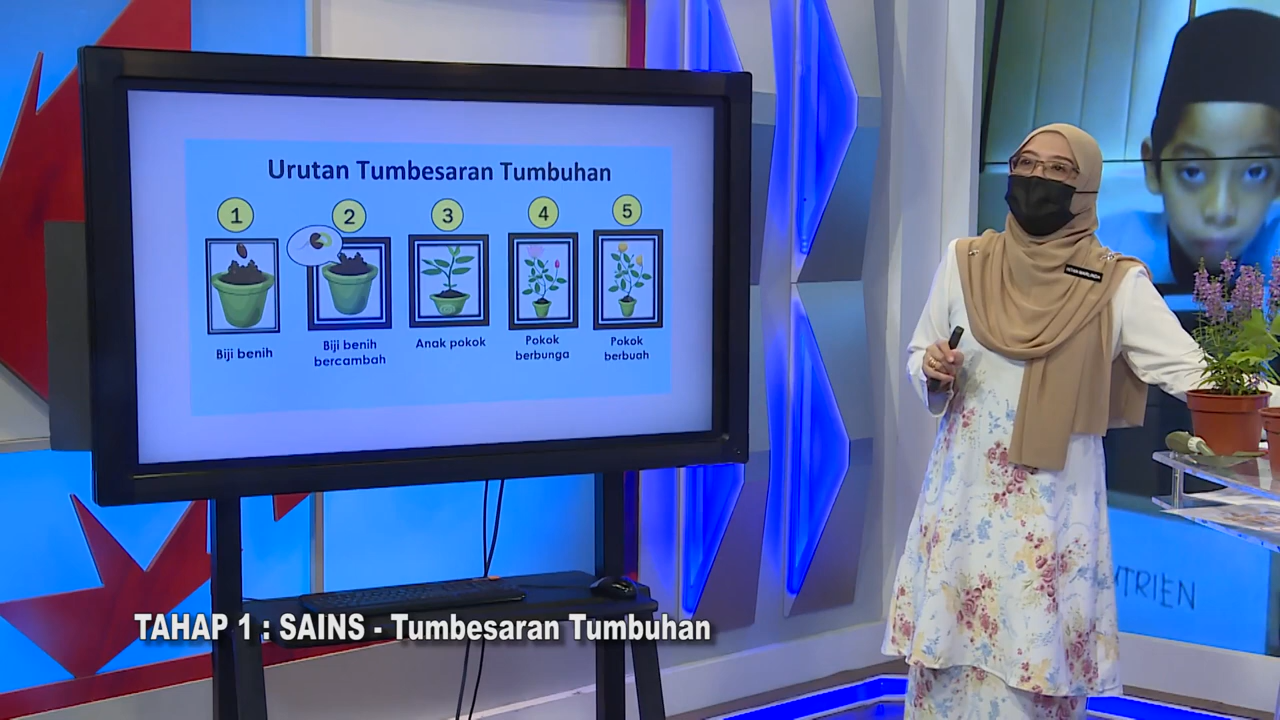 Urutan Tumbesaran Tumbuhan
1
2
3
4
5
Biji benih
Biji benih
bercambah
Anak pokok
Pokok
berbunga
Pokok
berbuah
TAHAP 1 : SAINS - Tumbesaran Tumbuhan